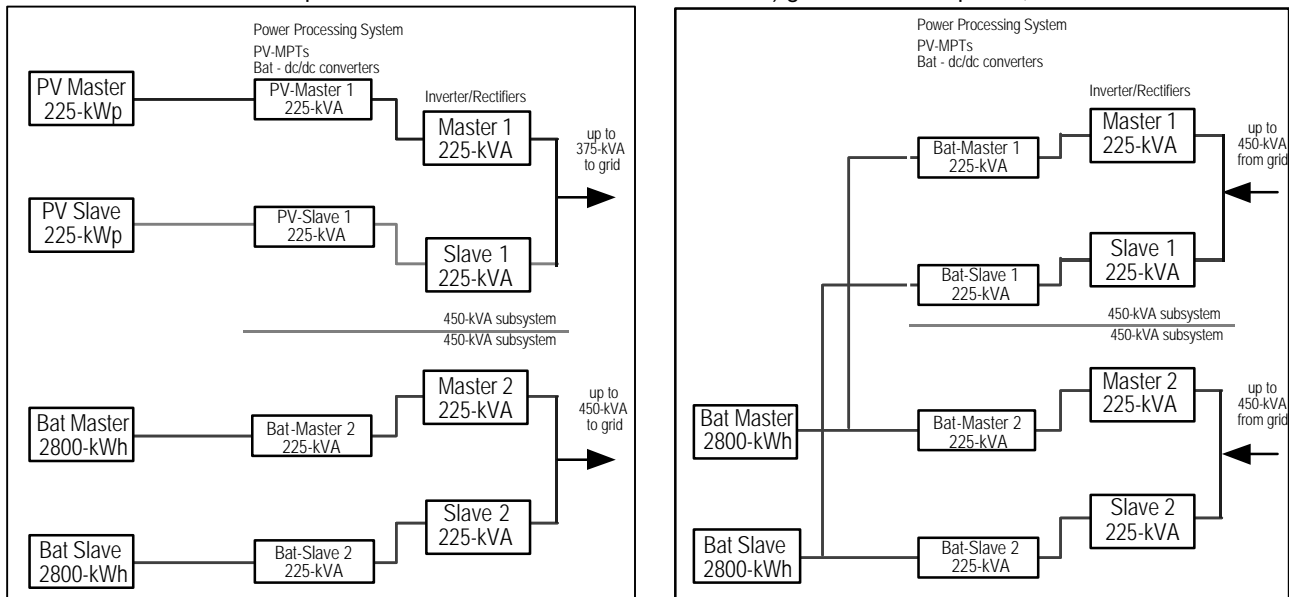 Power Processing System
PV-MPTs
Bat - dc/dc converters
PV Master
225-kWp
PV-Master 1
225-kVA
Inverter/Rectifiers
Master 1
225-kVA
up to
375-kVA
to grid
PV Slave
225-kWp
PV-Slave 1
225-kVA
Slave 1
225-kVA
450-kVA subsystem
450-kVA subsystem
Master 2
225-kVA
up to
450-kVA
to grid
Bat Master
2800-kWh
Bat-Master 2
225-kVA
Slave 2
225-kVA
Bat Slave
2800-kWh
Bat-Slave 2
225-kVA
Power Processing System
PV-MPTs
Bat - dc/dc converters
Inverter/Rectifiers
Master 1
225-kVA
up to
450-kVA
from grid
Bat-Master 1
225-kVA
Slave 1
225-kVA
Bat-Slave 1
225-kVA
450-kVA subsystem
450-kVA subsystem
Master 2
225-kVA
up to
450-kVA
from grid
Bat Master
2800-kWh
Bat-Master 2
225-kVA
Slave 2
225-kVA
Bat Slave
2800-kWh
Bat-Slave 2
225-kVA